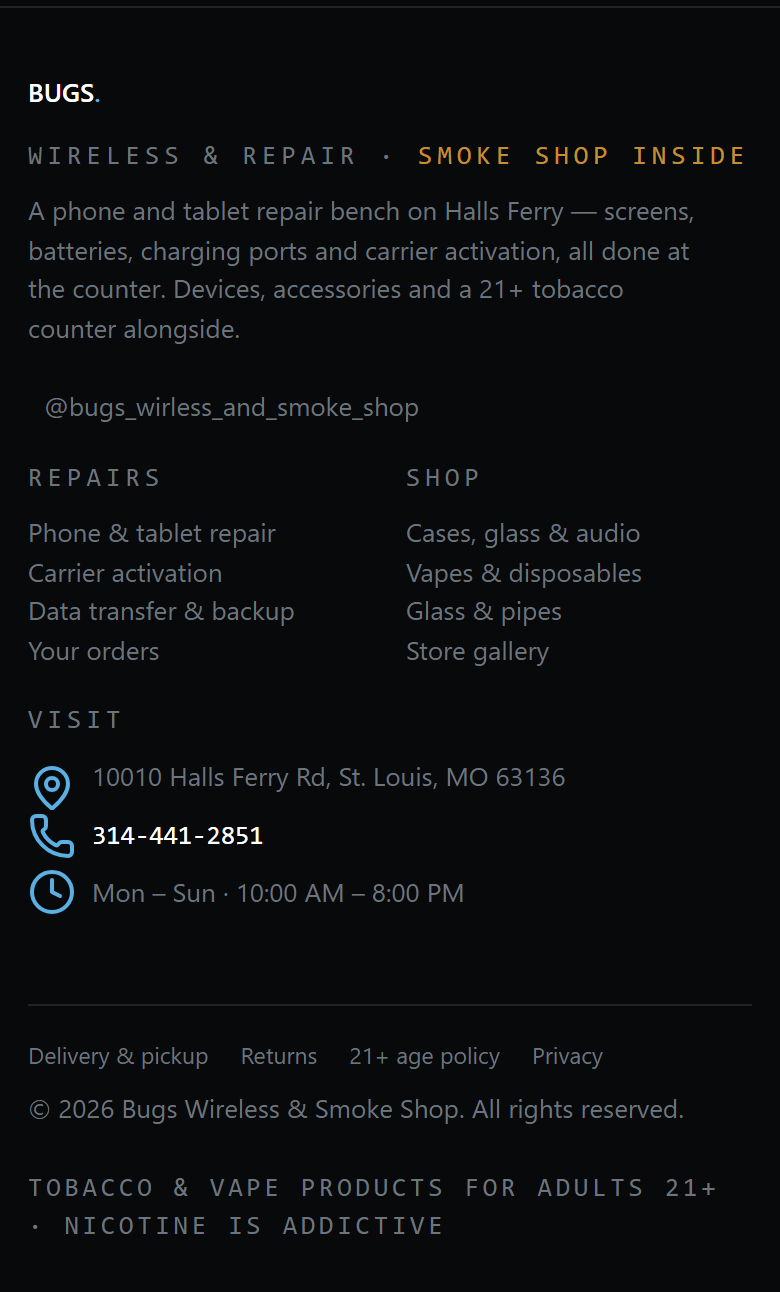 BUGS.
WIRELESS & REPAIR · SMOKE SHOP INSIDE
A phone and tablet repair bench on Halls Ferry — screens,
batteries, charging ports and carrier activation, all done at
the counter. Devices, accessories and a 21+ tobacco
counter alongside.
@bugs_wirless_and_smoke_shop
REPAIRS
Phone & tablet repair
Carrier activation
Data transfer & backup
Your orders
SHOP
Cases, glass & audio
Vapes & disposables
Glass & pipes
Store gallery
VISIT
10010 Halls Ferry Rd, St. Louis, MO 63136
314-441-2851
Mon – Sun · 10:00 AM – 8:00 PM
Delivery & pickup Returns 21+ age policy Privacy
© 2026 Bugs Wireless & Smoke Shop. All rights reserved.
TOBACCO & VAPE PRODUCTS FOR ADULTS 21+
· NICOTINE IS ADDICTIVE